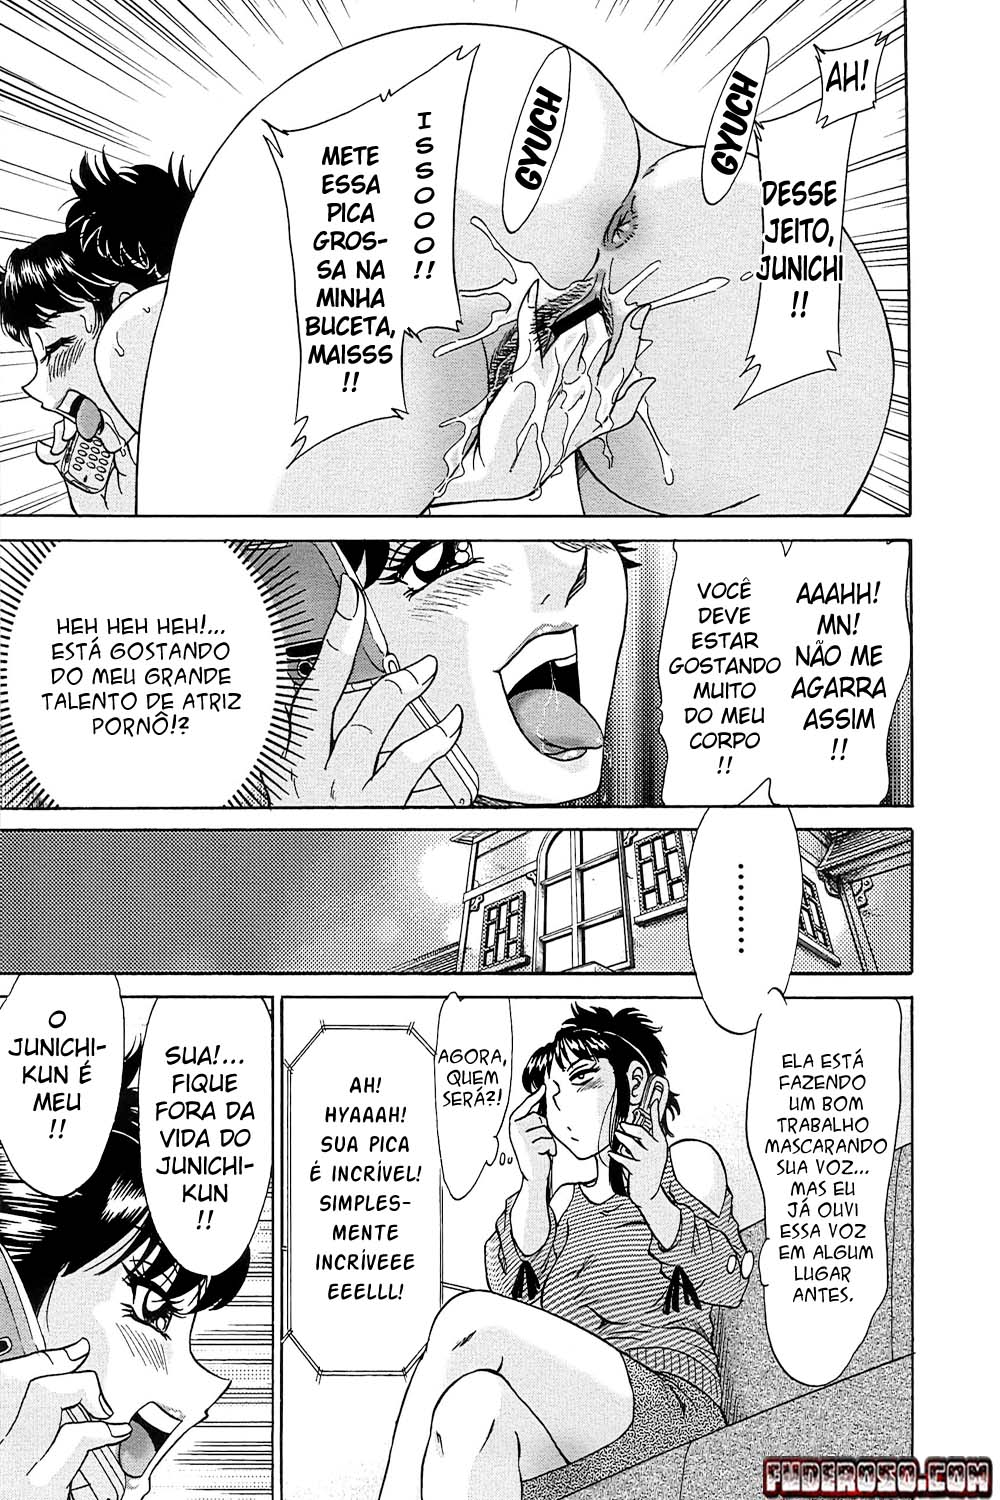 AH!
DESSE
JEITO,
JUNICHI
!!
GYUCH
GYUCH
ISSOOO!!
METE
ESSA
PICA
GROS-
SA NA
MINHA
BUCETA,
MAISSS
!!
AAAHH!
MN!
NÃO ME
AGARRA
ASSIM
!!
VOCÊ
DEVE
ESTAR
GOSTANDO
MUITO
DO MEU
CORPO
!!
HEH HEH HEH!...
ESTÁ GOSTANDO
DO MEU GRANDE
TALENTO DE ATRIZ
PORNÔ!?
.........
ELA ESTÁ
FAZENDO
UM BOM
TRABALHO
MASCARANDO
SUA VOZ...
MAS EU
JÁ OUVI
ESSA VOZ
EM ALGUM
LUGAR
ANTES.
AGORA,
QUEM
SERÁ?!
AH!
HYAAAH!
SUA PICA
É INCRÍVEL!
SIMPLES-
MENTE
INCRÍVEEE
EEELLL!
SUA!...
FIQUE
FORA DA
VIDA DO
JUNICHI-
KUN
!!
O
JUNICHI-
KUN É
MEU
!!
FUDEROSO.COM